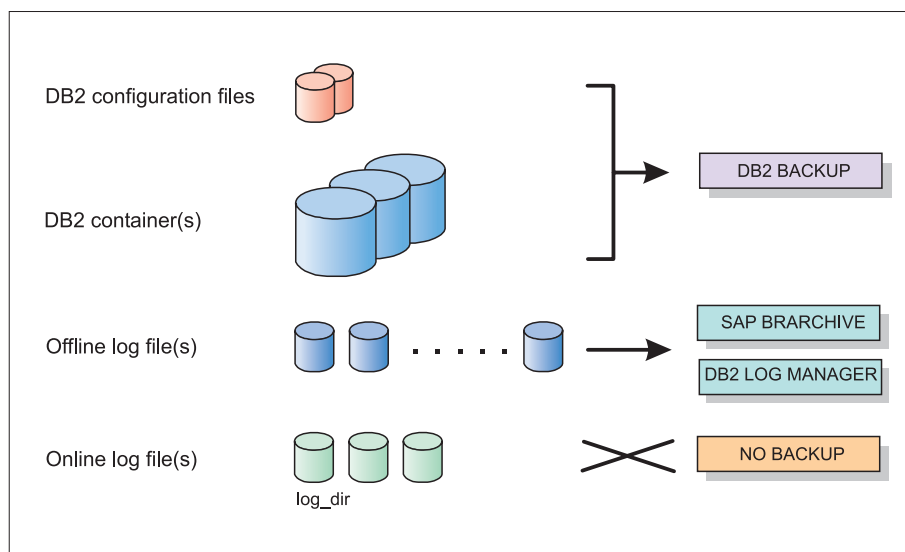 DB2 configuration files
DB2 container(s)
DB2 BACKUP
Offline log file(s)
SAP BRARCHIVE
DB2 LOG MANAGER
Online log file(s)
log_dir
NO BACKUP